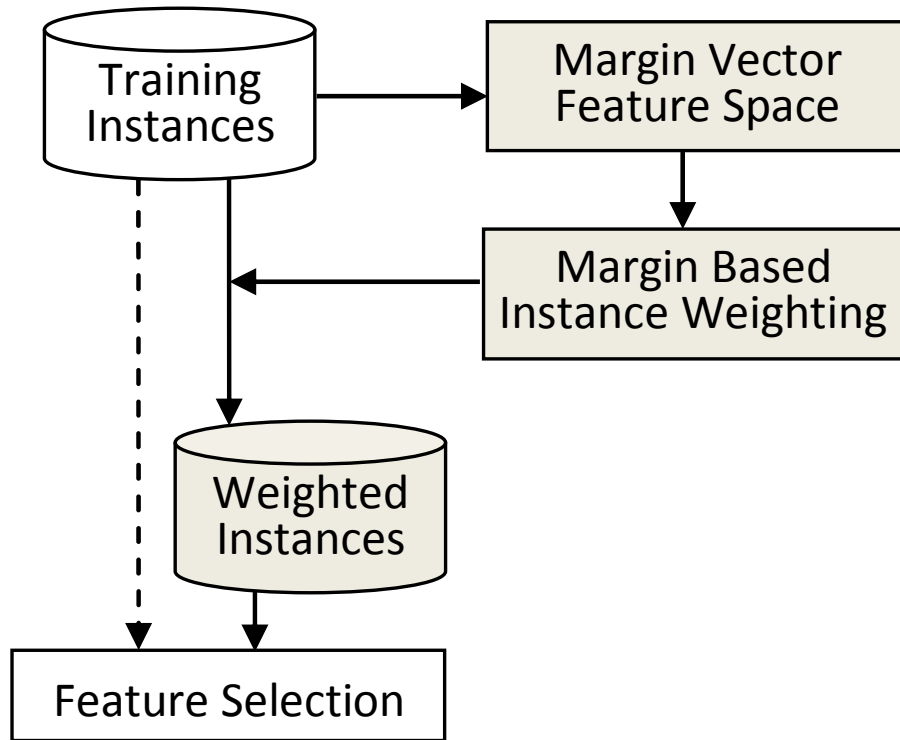 Training
Instances
Margin Vector
Feature Space
Margin Based
Instance Weighting
Weighted
Instances
Feature Selection